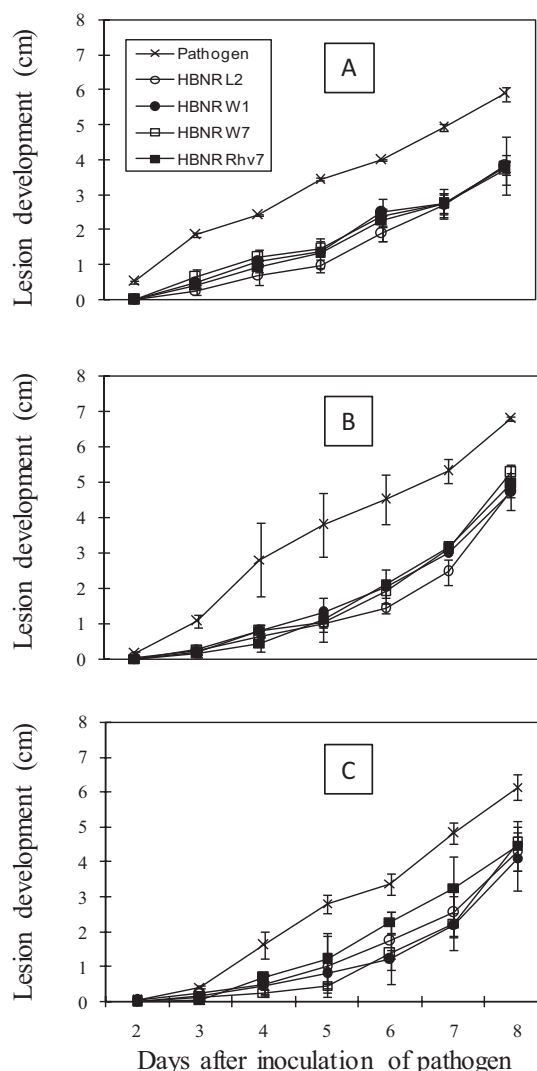 8
7
6
5
4
3
2
1
0
Lesion development (cm)
Pathogen
HBNR L2
HBNR W1
HBNR W7
HBNR Rhv7
A
8
7
6
5
4
3
2
1
0
Lesion development (cm)
B
8
7
6
5
4
3
2
1
0
Lesion development (cm)
C
2 3 4 5 6 7 8
Days after inoculation of pathogen